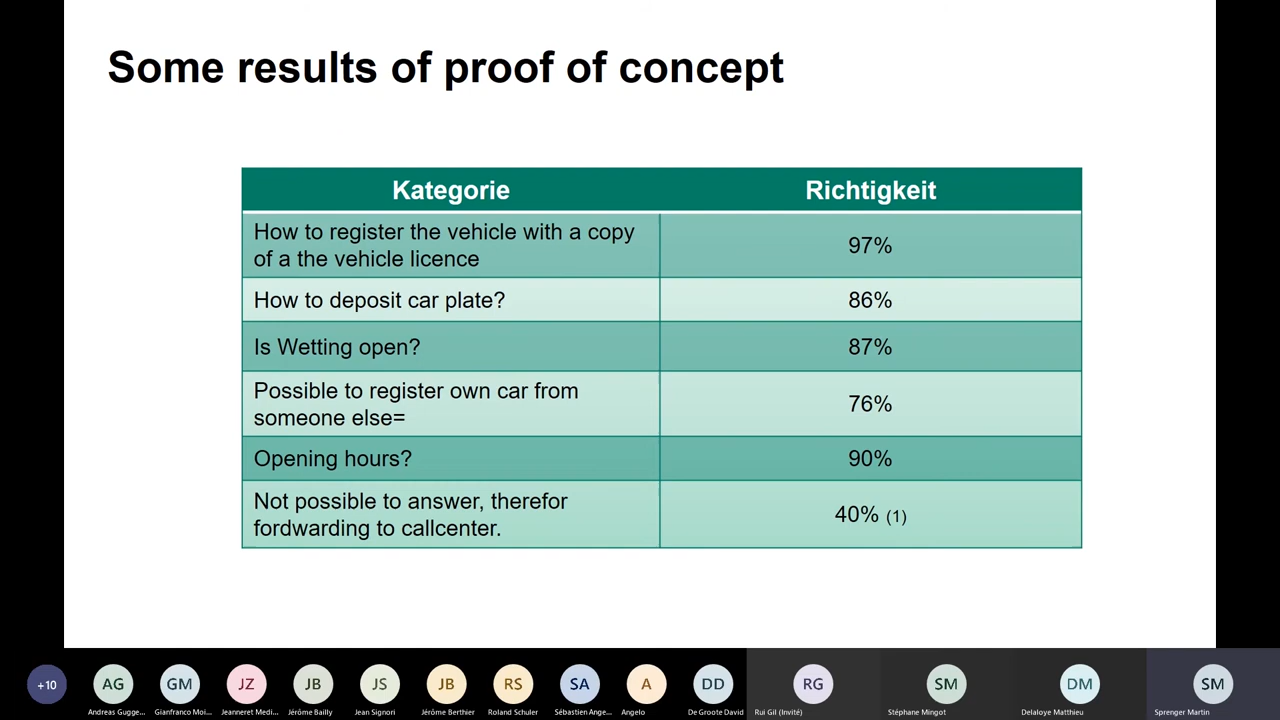 Some results of proof of concept
Kategorie
Richtigkeit
How to register the vehicle with a copy
of a the vehicle licence
97%
How to deposit car plate?
86%
Is Wetting open?
87%
Possible to register own car from
someone else=
76%
Opening hours?
90%
Not possible to answer, therefor
fordwarding to callcenter.
40% (1)
+10
AG
GM
JZ
JB
JS
JB
RS
SA
A
DD
RG
SM
DM
SM
Andreas Gugge...
Gianfranco Moi...
Jeanneret Medi...
Jérôme Bailly
Jean Signori
Jérôme Berthier
Roland Schuler
Sébastien Ange...
Angelo
De Groote David
Rui Gil (Invité)
Stéphane Mingot
Delaloye Matthieu
Sprenger Martin